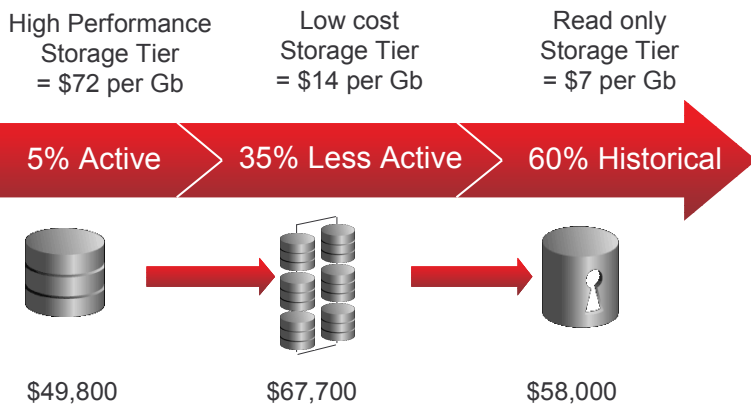 High Performance
Storage Tier
= $72 per Gb
Low cost
Storage Tier
= $14 per Gb
Read only
Storage Tier
= $7 per Gb
5% Active
35% Less Active
60% Historical
$49,800
$67,700
$58,000